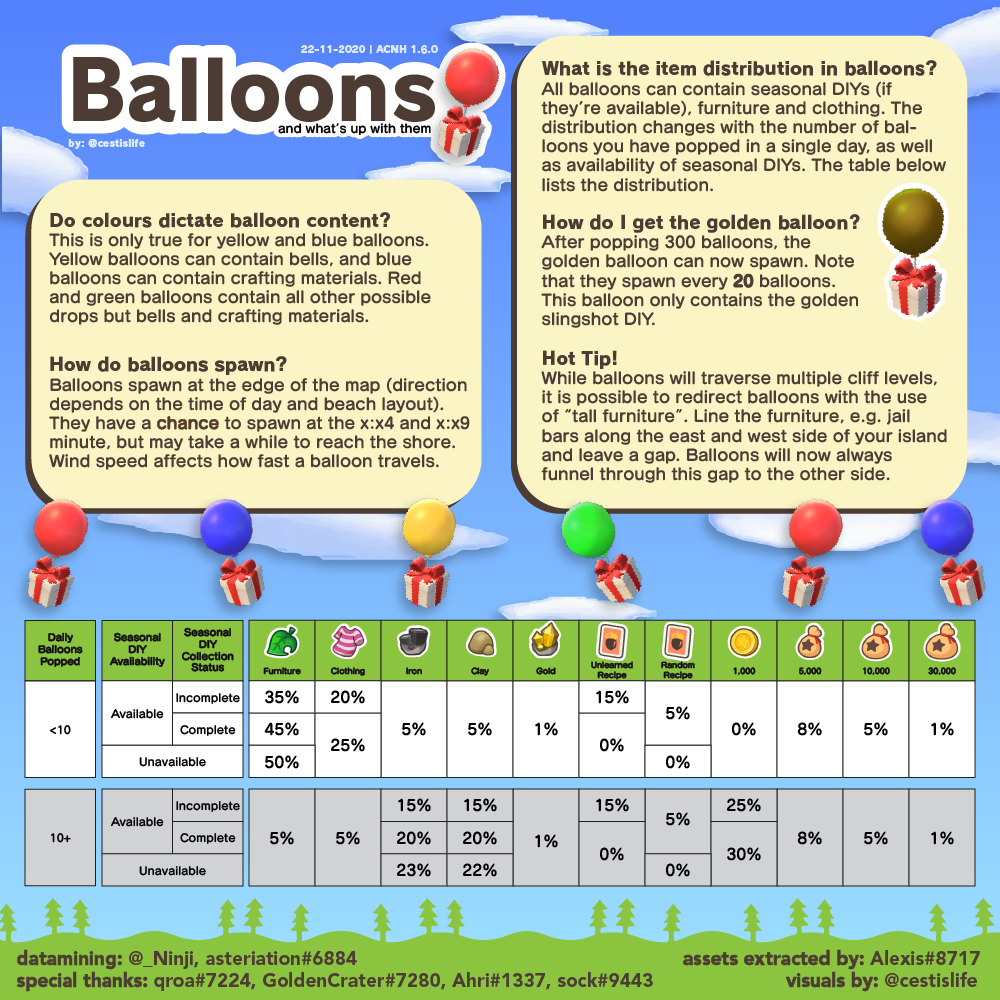 22-11-2020 | ACNH 1.6.0
Balloons
and what's up with them
by: @cestislife
Do colours dictate balloon content?
This is only true for yellow and blue balloons.
Yellow balloons can contain bells, and blue
balloons can contain crafting materials. Red
and green balloons contain all other possible
drops but bells and crafting materials.
How do balloons spawn?
Balloons spawn at the edge of the map (direction
depends on the time of day and beach layout).
They have a chance to spawn at the x:x4 and x:x9
minute, but may take a while to reach the shore.
Wind speed affects how fast a balloon travels.
What is the item distribution in balloons?
All balloons can contain seasonal DIYs (if
they're available), furniture and clothing. The
distribution changes with the number of bal-
loons you have popped in a single day, as well
as availability of seasonal DIYs. The table below
lists the distribution.
How do I get the golden balloon?
After popping 300 balloons, the
golden balloon can now spawn. Note
that they spawn every 20 balloons.
This balloon only contains the golden
slingshot DIY.
Hot Tip!
While balloons will traverse multiple cliff levels,
it is possible to redirect balloons with the use
of "tall furniture". Line the furniture, e.g. jail
bars along the east and west side of your island
and leave a gap. Balloons will now always
funnel through this gap to the other side.
Daily
Balloons
Popped
Seasonal
DIY
Availability
Seasonal
DIY
Collection
Status
Furniture
Clothing
Iron
Clay
Gold
Unlearned
Recipe
Random
Recipe
1,000
5,000
10,000
30,000
<10
Available
Incomplete
Complete
Unavailable
35%
45%
50%
20%
25%
5%
5%
1%
15%
0%
5%
0%
0%
8%
5%
1%
10+
Available
Incomplete
Complete
Unavailable
5%
5%
15%
20%
23%
15%
20%
22%
1%
15%
0%
5%
0%
25%
30%
8%
5%
1%
datamining: @_Ninji, asteriation#6884
special thanks: qroa#7224, GoldenCrater#7280, Ahri#1337, sock#9443
assets extracted by: Alexis#8717
visuals by: @cestislife